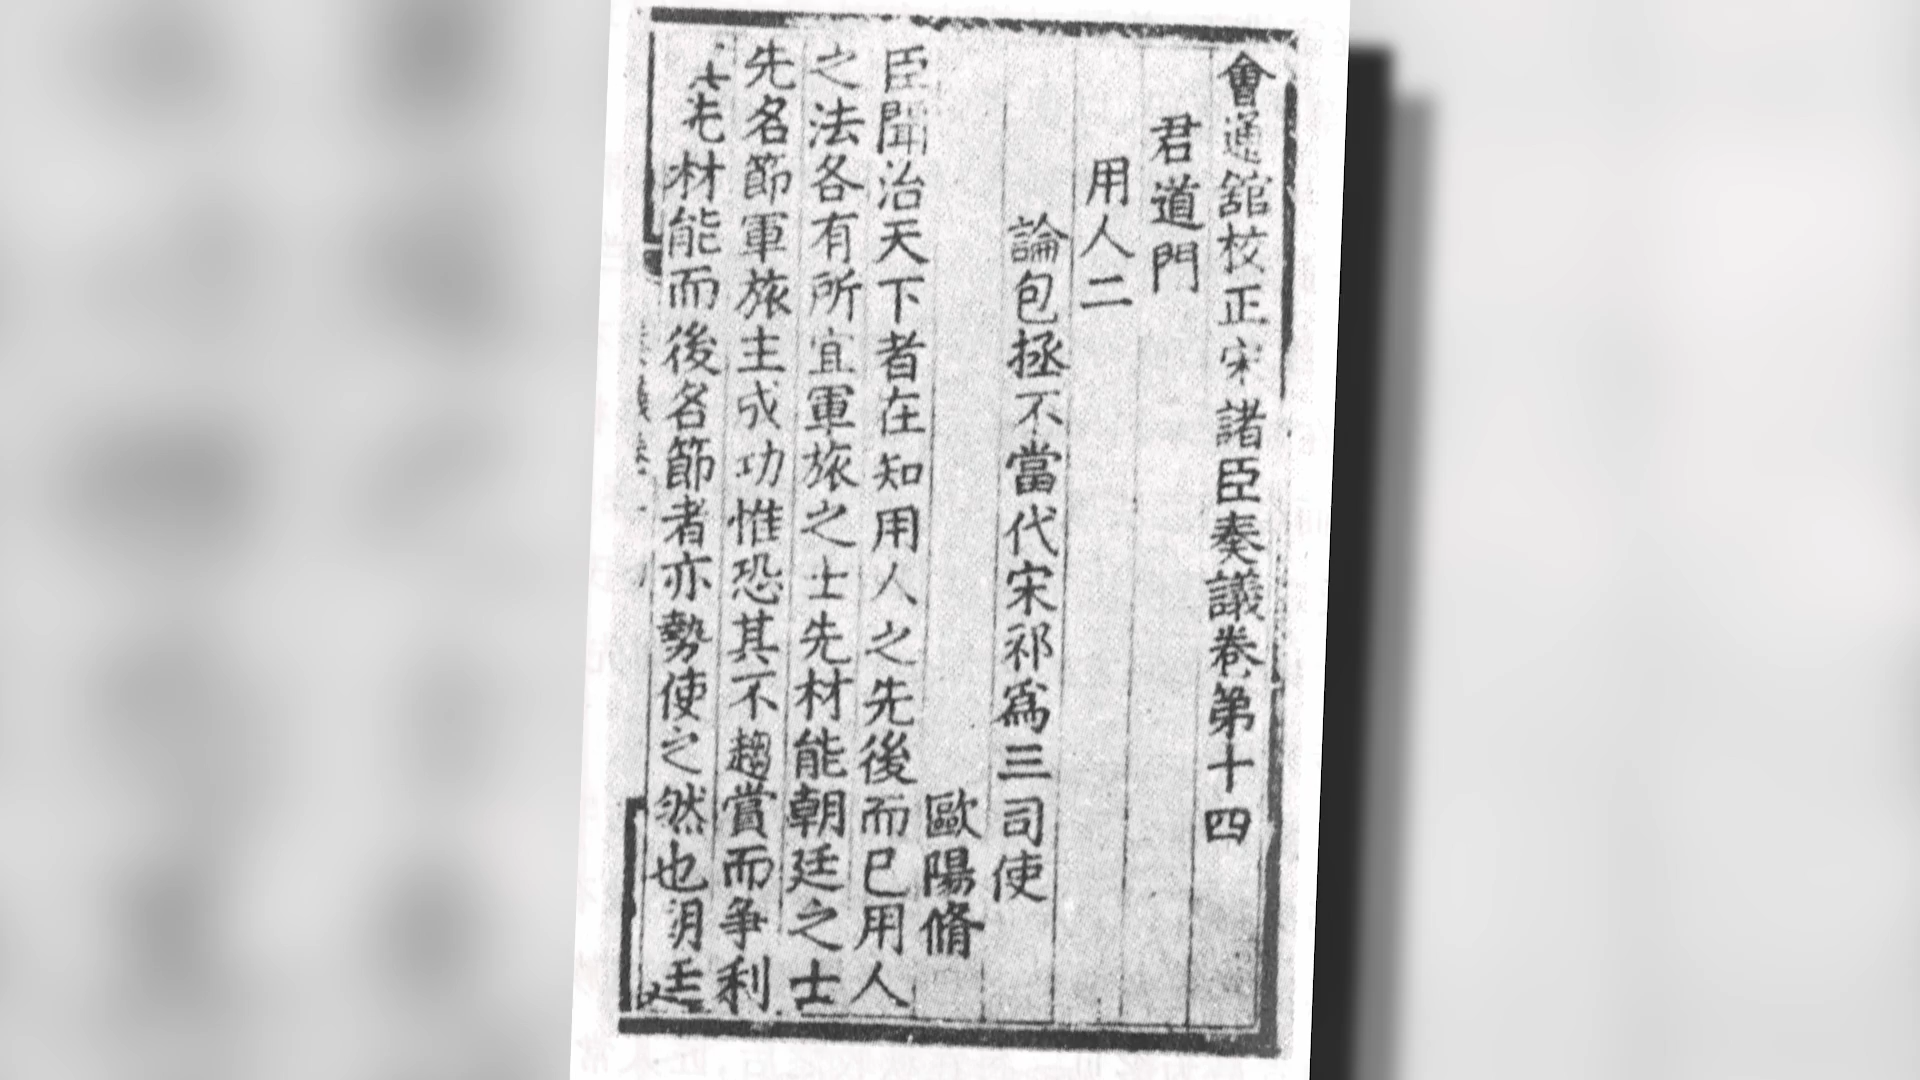 會通舘校正宋諸臣奏議卷第十四
君道門
用人二
論包拯不當代宋祁爲三司使
歐陽脩
臣聞治天下者在知用人之先後而已用人
之法各有所宜軍旅之士先材能朝廷之士
先名節軍旅主成功惟恐其不趨賞而争利
其先材能而後名節者亦勢使之然也朝廷